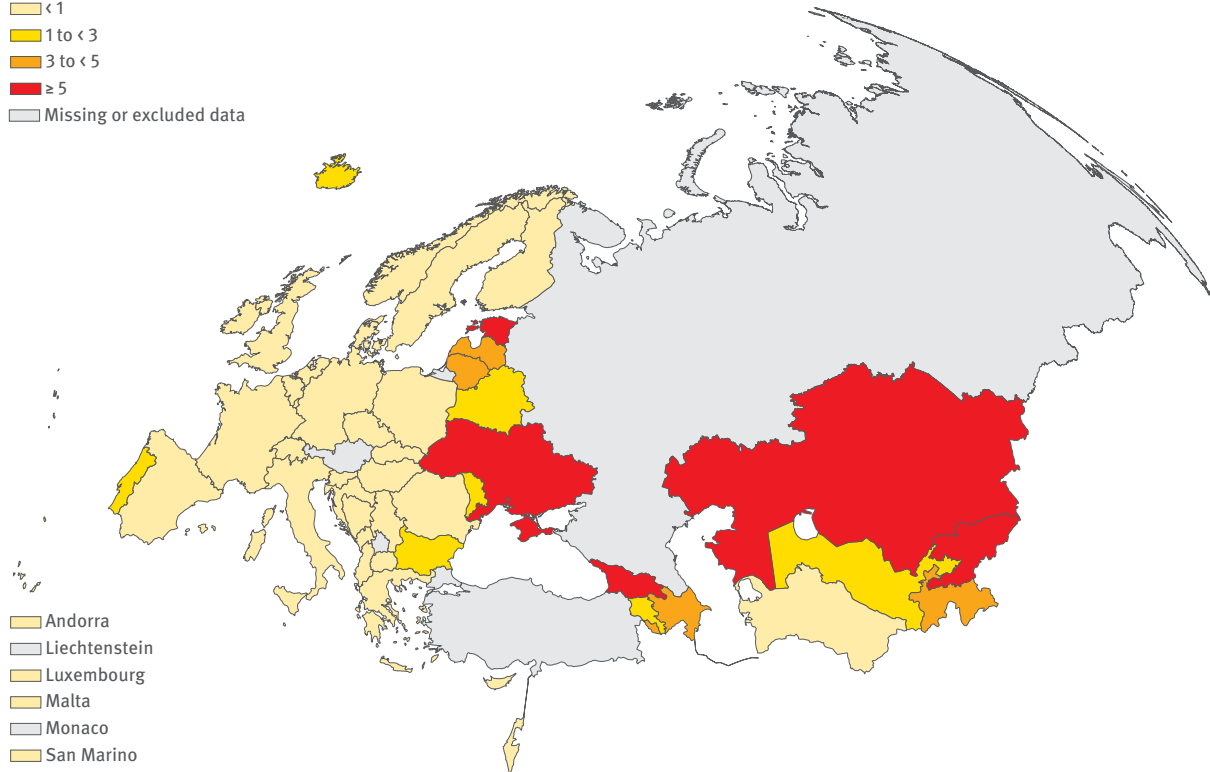 < 1
1 to < 3
3 to < 5
≥ 5
Missing or excluded data
Andorra
Liechtenstein
Luxembourg
Malta
Monaco
San Marino